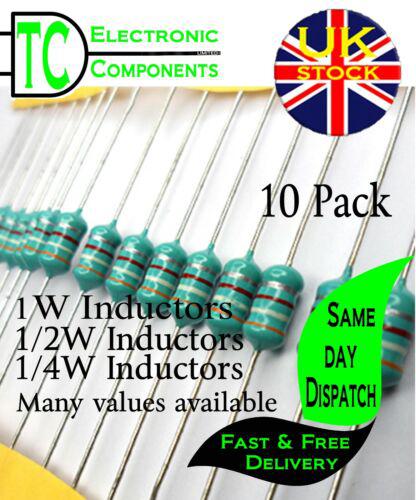 TC
Electronic
LIMITED
Components
UK
STOCK
10 Pack
1W Inductors
1/2W Inductors
1/4W Inductors
Many values available
SAME
DAY
DISPATCH
FAST & FREE
DELIVERY